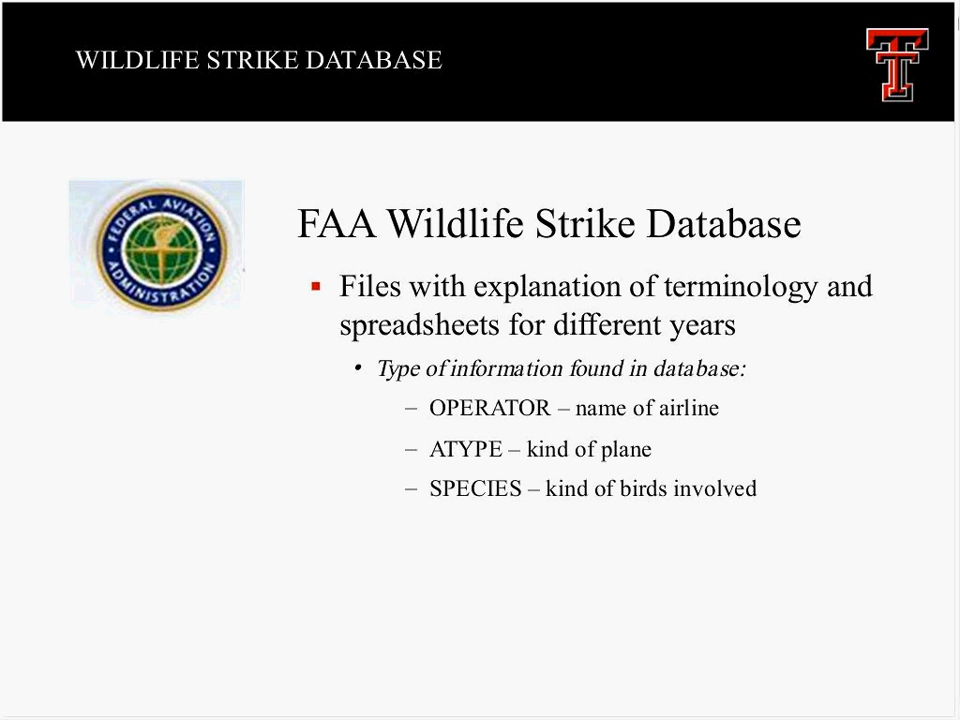 WILDLIFE STRIKE DATABASE
FEDERAL AVIATION
ADMINISTRATION
FAA Wildlife Strike Database
▪ Files with explanation of terminology and
spreadsheets for different years
• Type of information found in database:
– OPERATOR – name of airline
– ATYPE – kind of plane
– SPECIES – kind of birds involved